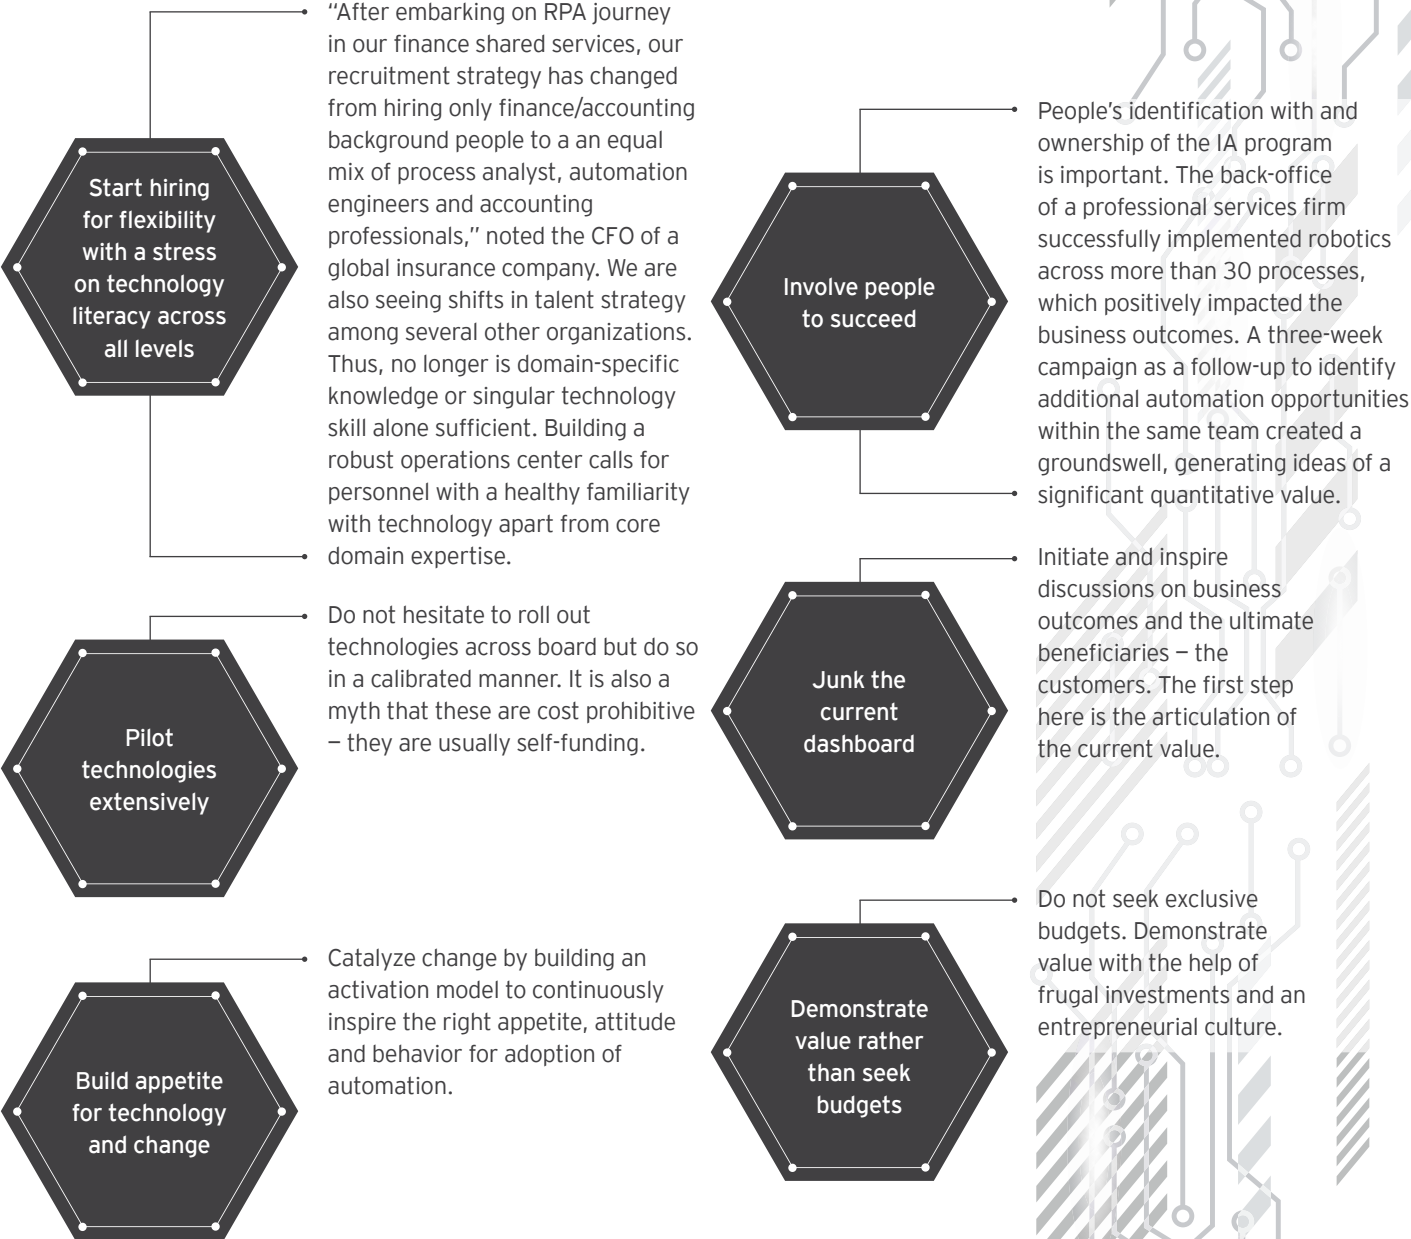 Start hiring
for flexibility
with a stress
on technology
literacy across
all levels
“After embarking on RPA journey
in our finance shared services, our
recruitment strategy has changed
from hiring only finance/accounting
background people to a an equal
mix of process analyst, automation
engineers and accounting
professionals,” noted the CFO of a
global insurance company. We are
also seeing shifts in talent strategy
among several other organizations.
Thus, no longer is domain-specific
knowledge or singular technology
skill alone sufficient. Building a
robust operations center calls for
personnel with a healthy familiarity
with technology apart from core
domain expertise.
Pilot
technologies
extensively
Do not hesitate to roll out
technologies across board but do so
in a calibrated manner. It is also a
myth that these are cost prohibitive
– they are usually self-funding.
Build appetite
for technology
and change
Catalyze change by building an
activation model to continuously
inspire the right appetite, attitude
and behavior for adoption of
automation.
Involve people
to succeed
People’s identification with and
ownership of the IA program
is important. The back-office
of a professional services firm
successfully implemented robotics
across more than 30 processes,
which positively impacted the
business outcomes. A three-week
campaign as a follow-up to identify
additional automation opportunities
within the same team created a
groundswell, generating ideas of a
significant quantitative value.
Junk the
current
dashboard
Initiate and inspire
discussions on business
outcomes and the ultimate
beneficiaries – the
customers. The first step
here is the articulation of
the current value.
Demonstrate
value rather
than seek
budgets
Do not seek exclusive
budgets. Demonstrate
value with the help of
frugal investments and an
entrepreneurial culture.